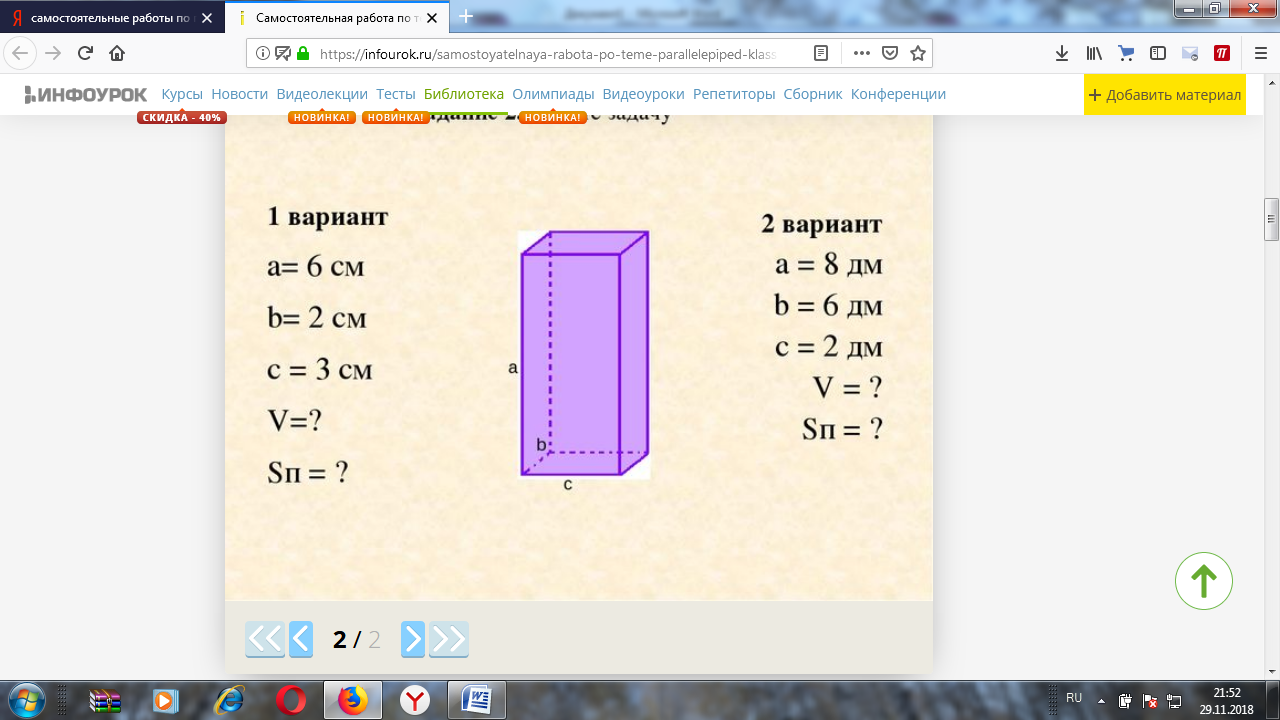 самостоятельные работы по
Самостоятельная работа по т
https://infourok.ru/samostoyatelnaya-rabota-po-teme-parallelepiped-klass
ИНФОУРОК
Курсы Новости Видеолекции Тесты Библиотека Олимпиады Видеоуроки Репетиторы Сборник Конференции
+ Добавить материал
СКИДКА - 40% НОВИНКА! НОВИНКА! НОВИНКА!
задачу
1 вариант
a= 6 см
b= 2 см
c = 3 см
V=?
Sп = ?
a
b
c
2 вариант
a = 8 дм
b = 6 дм
c = 2 дм
V = ?
Sп = ?
2 / 2
RU
21:52
29.11.2018